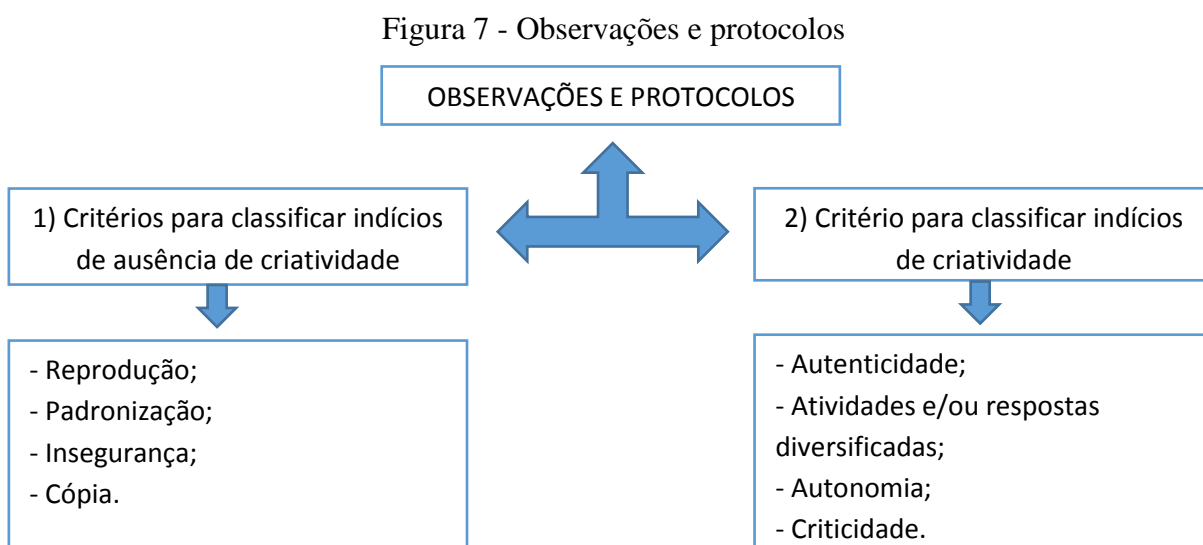 Figura 7 - Observações e protocolos
OBSERVAÇÕES E PROTOCOLOS
1) Critérios para classificar indícios
de ausência de criatividade
2) Critério para classificar indícios
de criatividade
- Reprodução;
- Padronização;
- Insegurança;
- Cópia.
- Autenticidade;
- Atividades e/ou respostas
diversificadas;
- Autonomia;
- Criticidade.